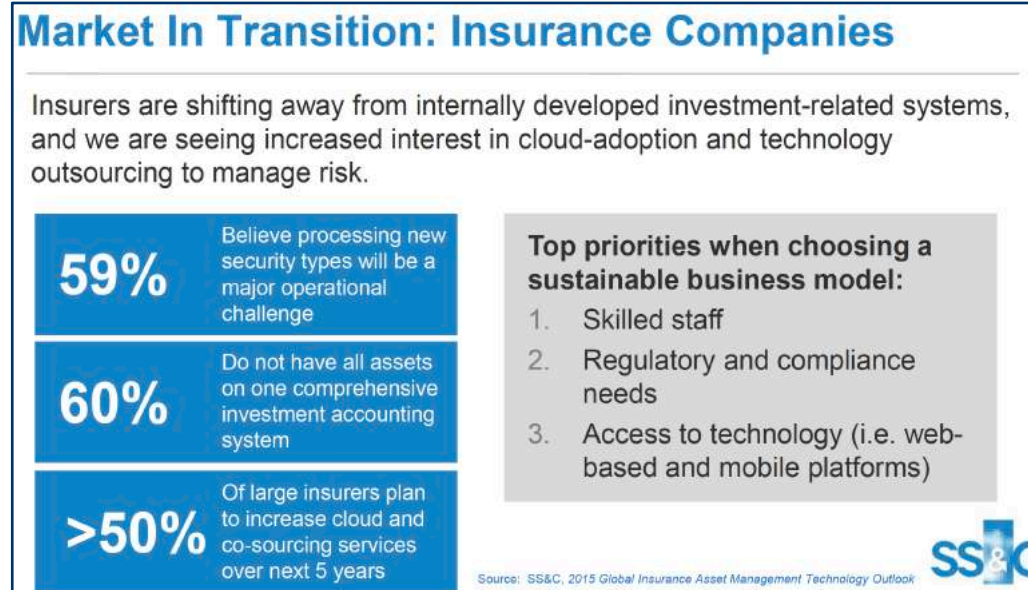 Market In Transition: Insurance Companies
Insurers are shifting away from internally developed investment-related systems,
and we are seeing increased interest in cloud-adoption and technology
outsourcing to manage risk.
59%
Believe processing new
security types will be a
major operational
challenge
60%
Do not have all assets
on one comprehensive
investment accounting
system
>50%
Of large insurers plan
to increase cloud and
co-sourcing services
over next 5 years
Top priorities when choosing a
sustainable business model:
1. Skilled staff
2. Regulatory and compliance
needs
3. Access to technology (i.e. web-
based and mobile platforms)
Source: SS&C, 2015 Global Insurance Asset Management Technology Outlook
SS&C